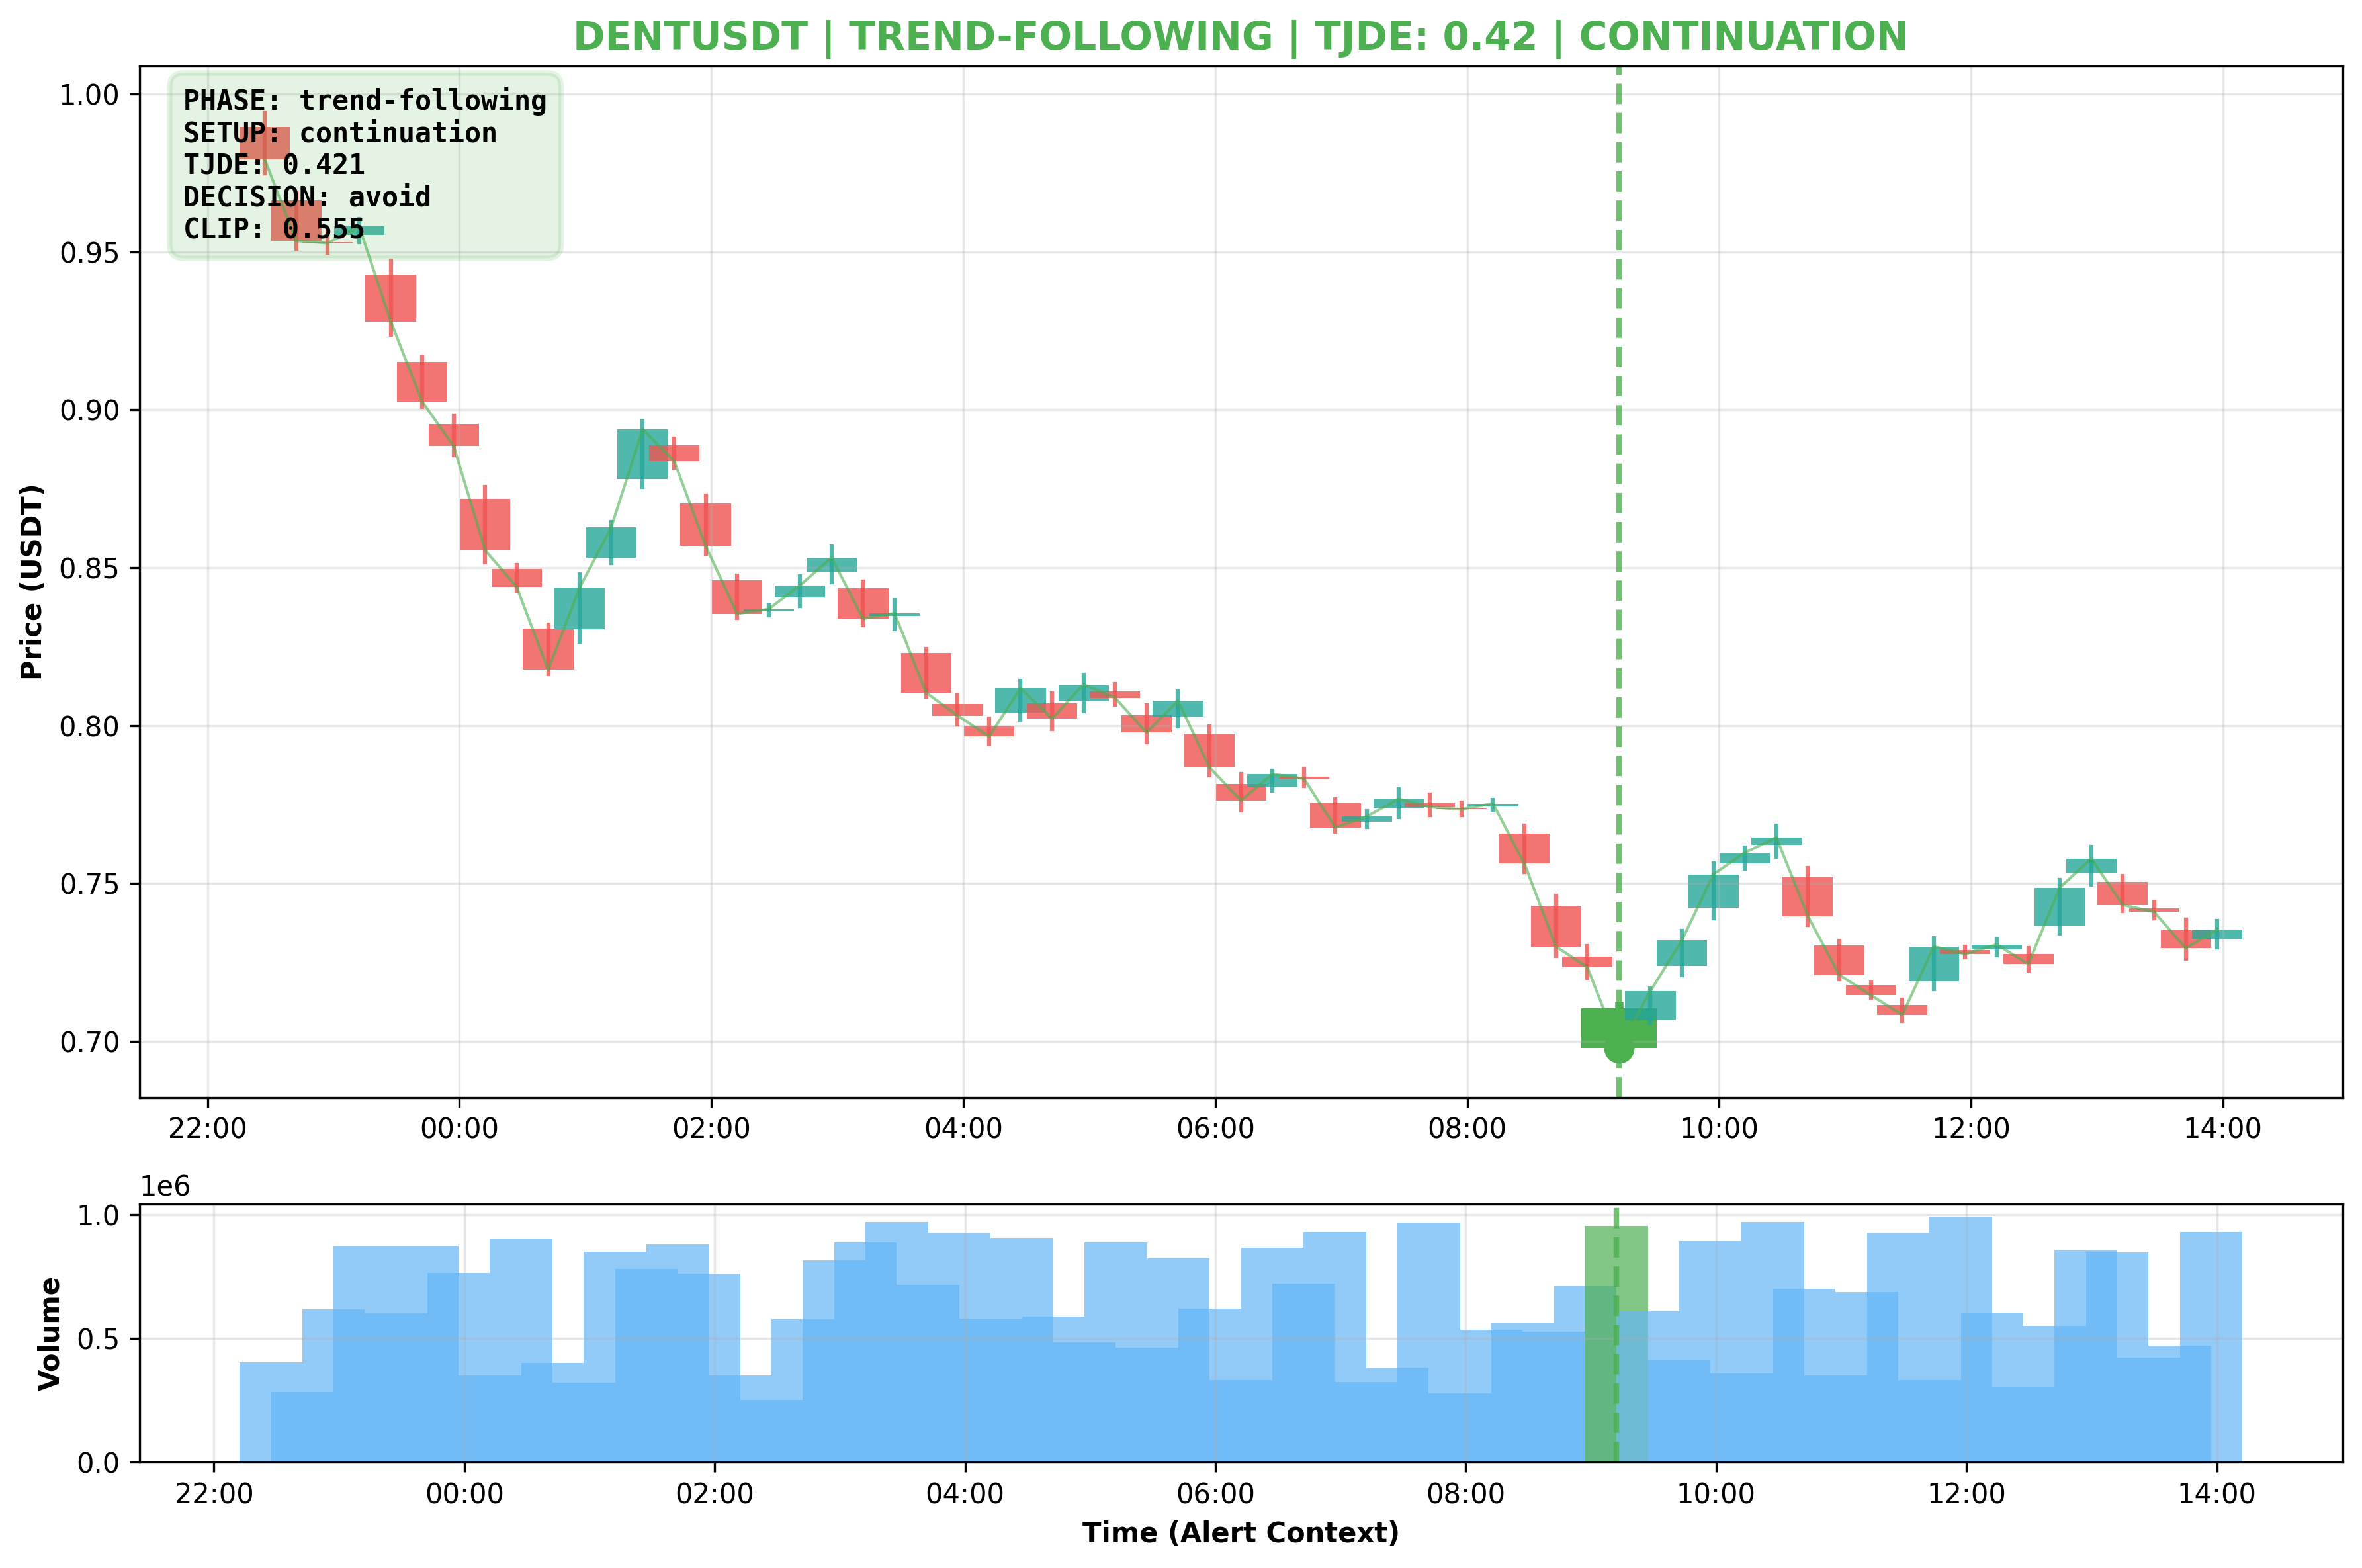 DENTUSDT | TREND-FOLLOWING | TJDE: 0.42 | CONTINUATION
PHASE: trend-following
SETUP: continuation
TJDE: 0.421
DECISION: avoid
CLIP: 0.555
Price (USDT)
1.00
0.95
0.90
0.85
0.80
0.75
0.70
22:00 00:00 02:00 04:00 06:00 08:00 10:00 12:00 14:00
1e6
Volume
1.0
0.5
0.0
22:00 00:00 02:00 04:00 06:00 08:00 10:00 12:00 14:00
Time (Alert Context)